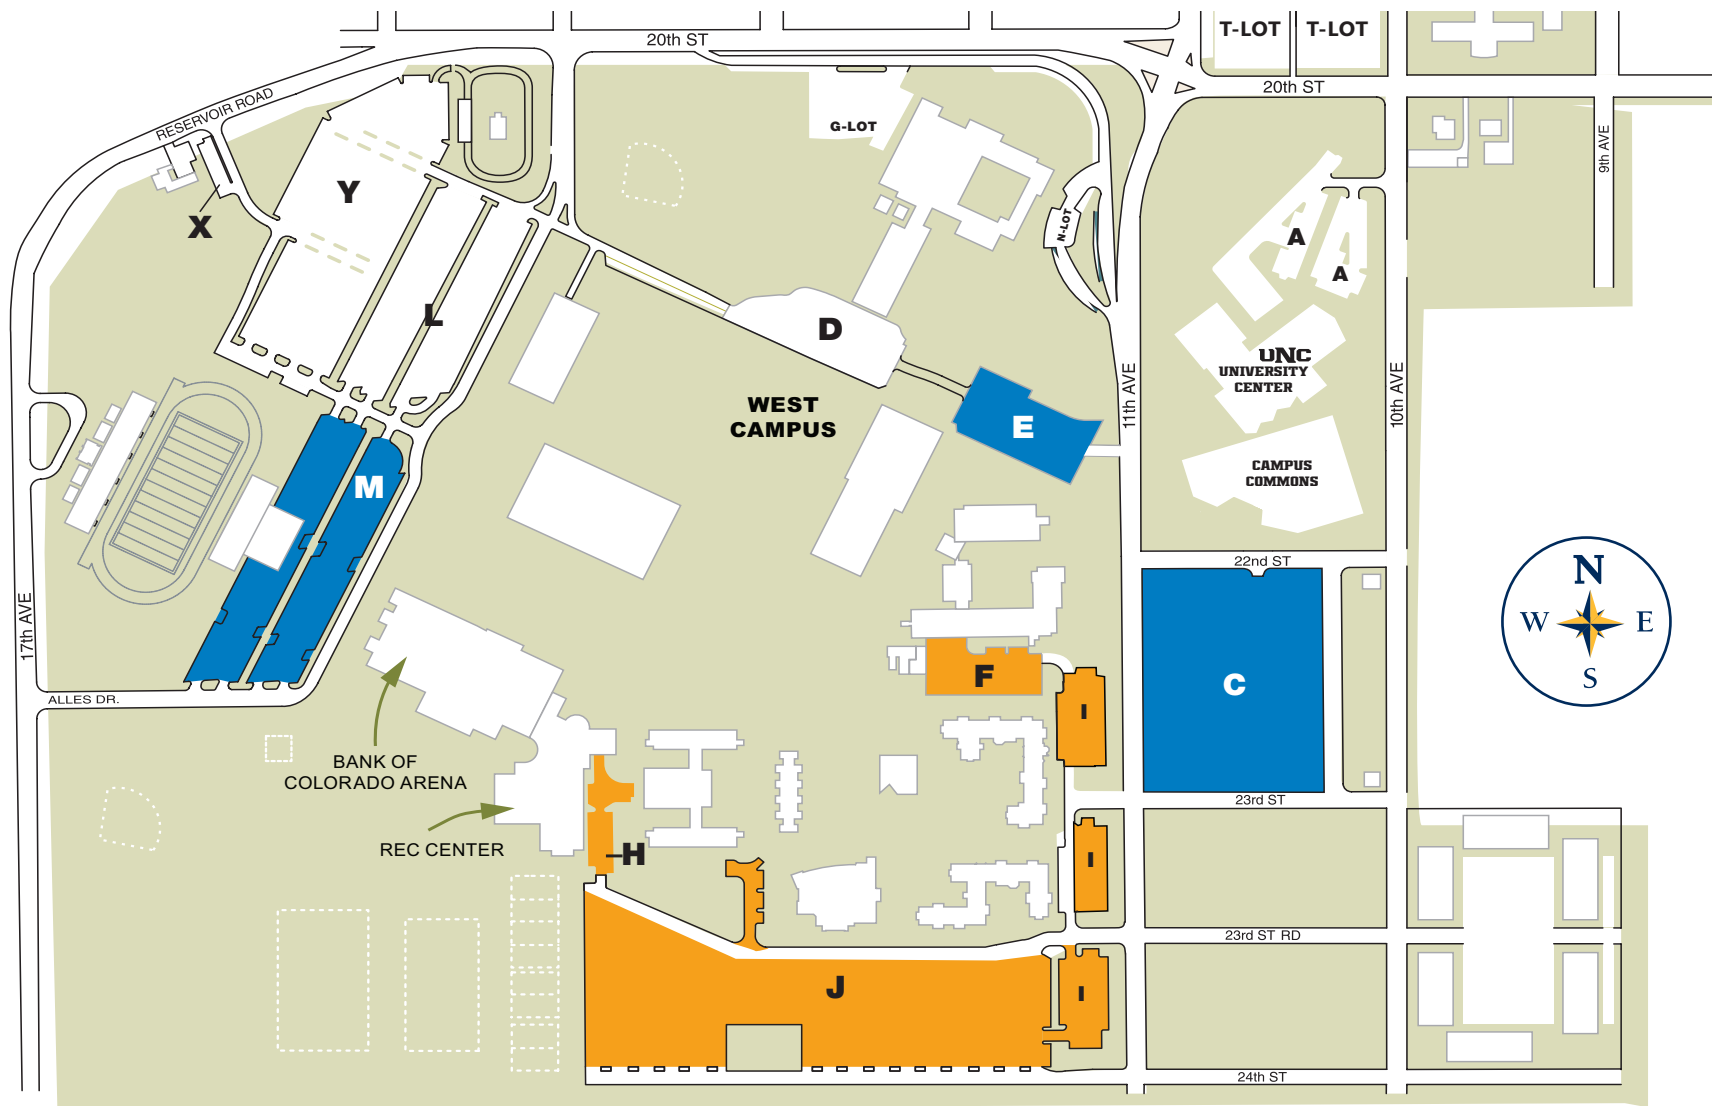 T-LOT
T-LOT
20th ST
20th ST
RESERVOIR ROAD
G-LOT
9th AVE
Y
X
N-LOT
A
A
L
D
UNC
UNIVERSITY
CENTER
11th AVE
10th AVE
WEST
CAMPUS
E
M
CAMPUS
COMMONS
22nd ST
N
W
E
S
17th AVE
F
C
I
ALLES DR.
BANK OF
COLORADO ARENA
23rd ST
REC CENTER
H
I
23rd ST RD
J
I
24th ST